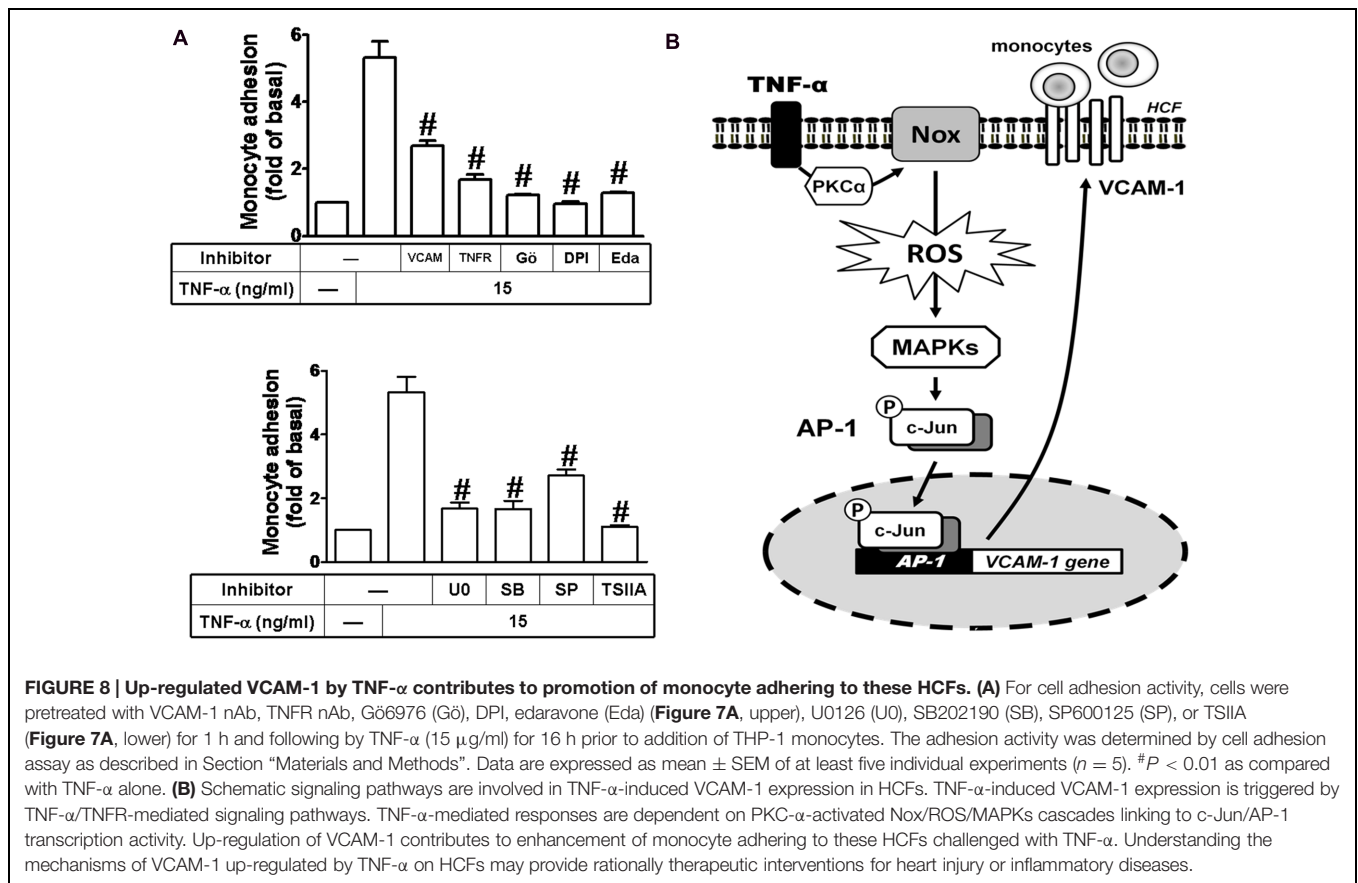 A
Monocyte adhesion
(fold of basal)
6
4
2
0
# # # # #
Inhibitor — VCAM TNFR Gö DPI Eda
TNF-α (ng/ml) — 15
Monocyte adhesion
(fold of basal)
6
4
2
0
# # # #
Inhibitor — U0 SB SP TSIIA
TNF-α (ng/ml) — 15
B
monocytes
TNF-α
HCF
Nox
PKCα
VCAM-1
ROS
MAPKs
P
c-Jun
AP-1
P
c-Jun
AP-1 VCAM-1 gene
FIGURE 8 | Up-regulated VCAM-1 by TNF-α contributes to promotion of monocyte adhering to these HCFs. (A) For cell adhesion activity, cells were
pretreated with VCAM-1 nAb, TNFR nAb, Gö6976 (Gö), DPI, edaravone (Eda) (Figure 7A, upper), U0126 (U0), SB202190 (SB), SP600125 (SP), or TSIIA
(Figure 7A, lower) for 1 h and following by TNF-α (15 μg/ml) for 16 h prior to addition of THP-1 monocytes. The adhesion activity was determined by cell adhesion
assay as described in Section “Materials and Methods”. Data are expressed as mean ± SEM of at least five individual experiments (n = 5). #P < 0.01 as compared
with TNF-α alone. (B) Schematic signaling pathways are involved in TNF-α-induced VCAM-1 expression in HCFs. TNF-α-induced VCAM-1 expression is triggered by
TNF-α/TNFR-mediated signaling pathways. TNF-α-mediated responses are dependent on PKC-α-activated Nox/ROS/MAPKs cascades linking to c-Jun/AP-1
transcription activity. Up-regulation of VCAM-1 contributes to enhancement of monocyte adhering to these HCFs challenged with TNF-α. Understanding the
mechanisms of VCAM-1 up-regulated by TNF-α on HCFs may provide rationally therapeutic interventions for heart injury or inflammatory diseases.